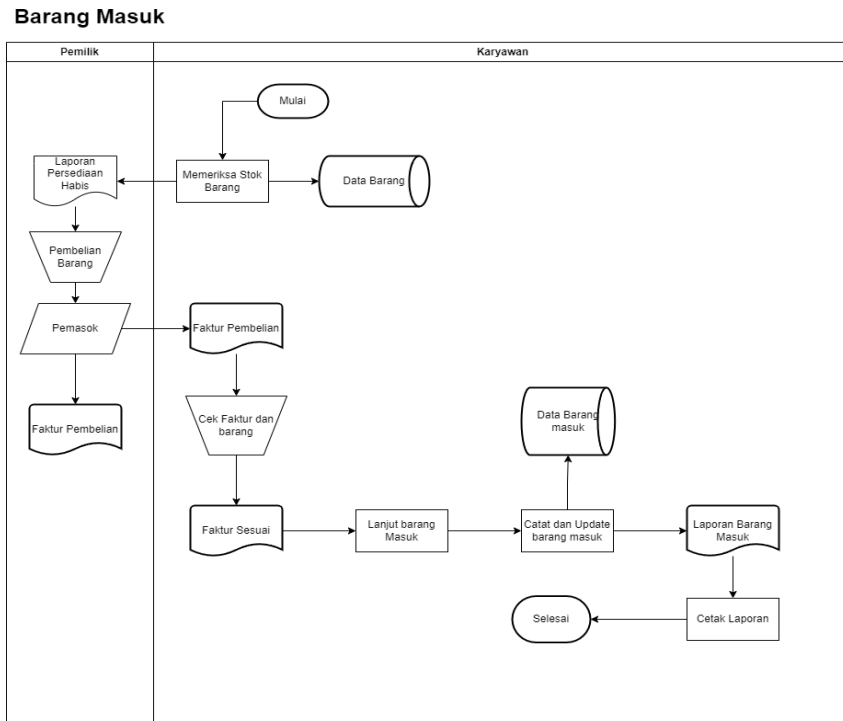 Barang Masuk
Pemilik
Karyawan
Mulai
Laporan
Persediaan
Habis
Memeriksa Stok
Barang
Data Barang
Pembelian
Barang
Pemasok
Faktur Pembelian
Faktur Pembelian
Cek Faktur dan
barang
Data Barang
masuk
Faktur Sesuai
Lanjut barang
Masuk
Catat dan Update
barang masuk
Laporan Barang
Masuk
Selesai
Cetak Laporan